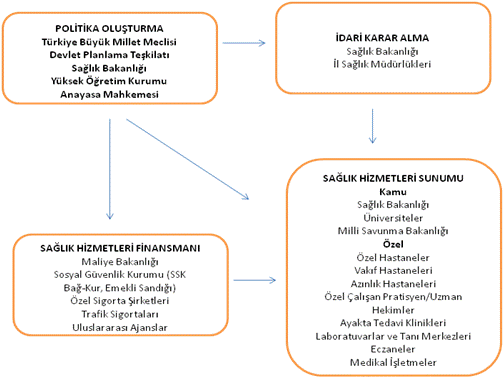 POLİTİKA OLUŞTURMA
Türkiye Büyük Millet Meclisi
Devlet Planlama Teşkilatı
Sağlık Bakanlığı
Yüksek Öğretim Kurumu
Anayasa Mahkemesi
İDARİ KARAR ALMA
Sağlık Bakanlığı
İl Sağlık Müdürlükleri
SAĞLIK HİZMETLERİ FİNANSMANI
Maliye Bakanlığı
Sosyal Güvenlik Kurumu (SSK
Bağ-Kur, Emekli Sandığı)
Özel Sigorta Şirketleri
Trafik Sigortaları
Uluslararası Ajanslar
SAĞLIK HİZMETLERİ SUNUMU
Kamu
Sağlık Bakanlığı
Üniversiteler
Milli Savunma Bakanlığı
Özel
Özel Hastaneler
Vakıf Hastaneleri
Azınlık Hastaneleri
Özel Çalışan Pratisyen/Uzman
Hekimler
Ayakta Tedavi Klinikleri
Laboratuvarlar ve Tanı Merkezleri
Eczaneler
Medikal İşletmeler